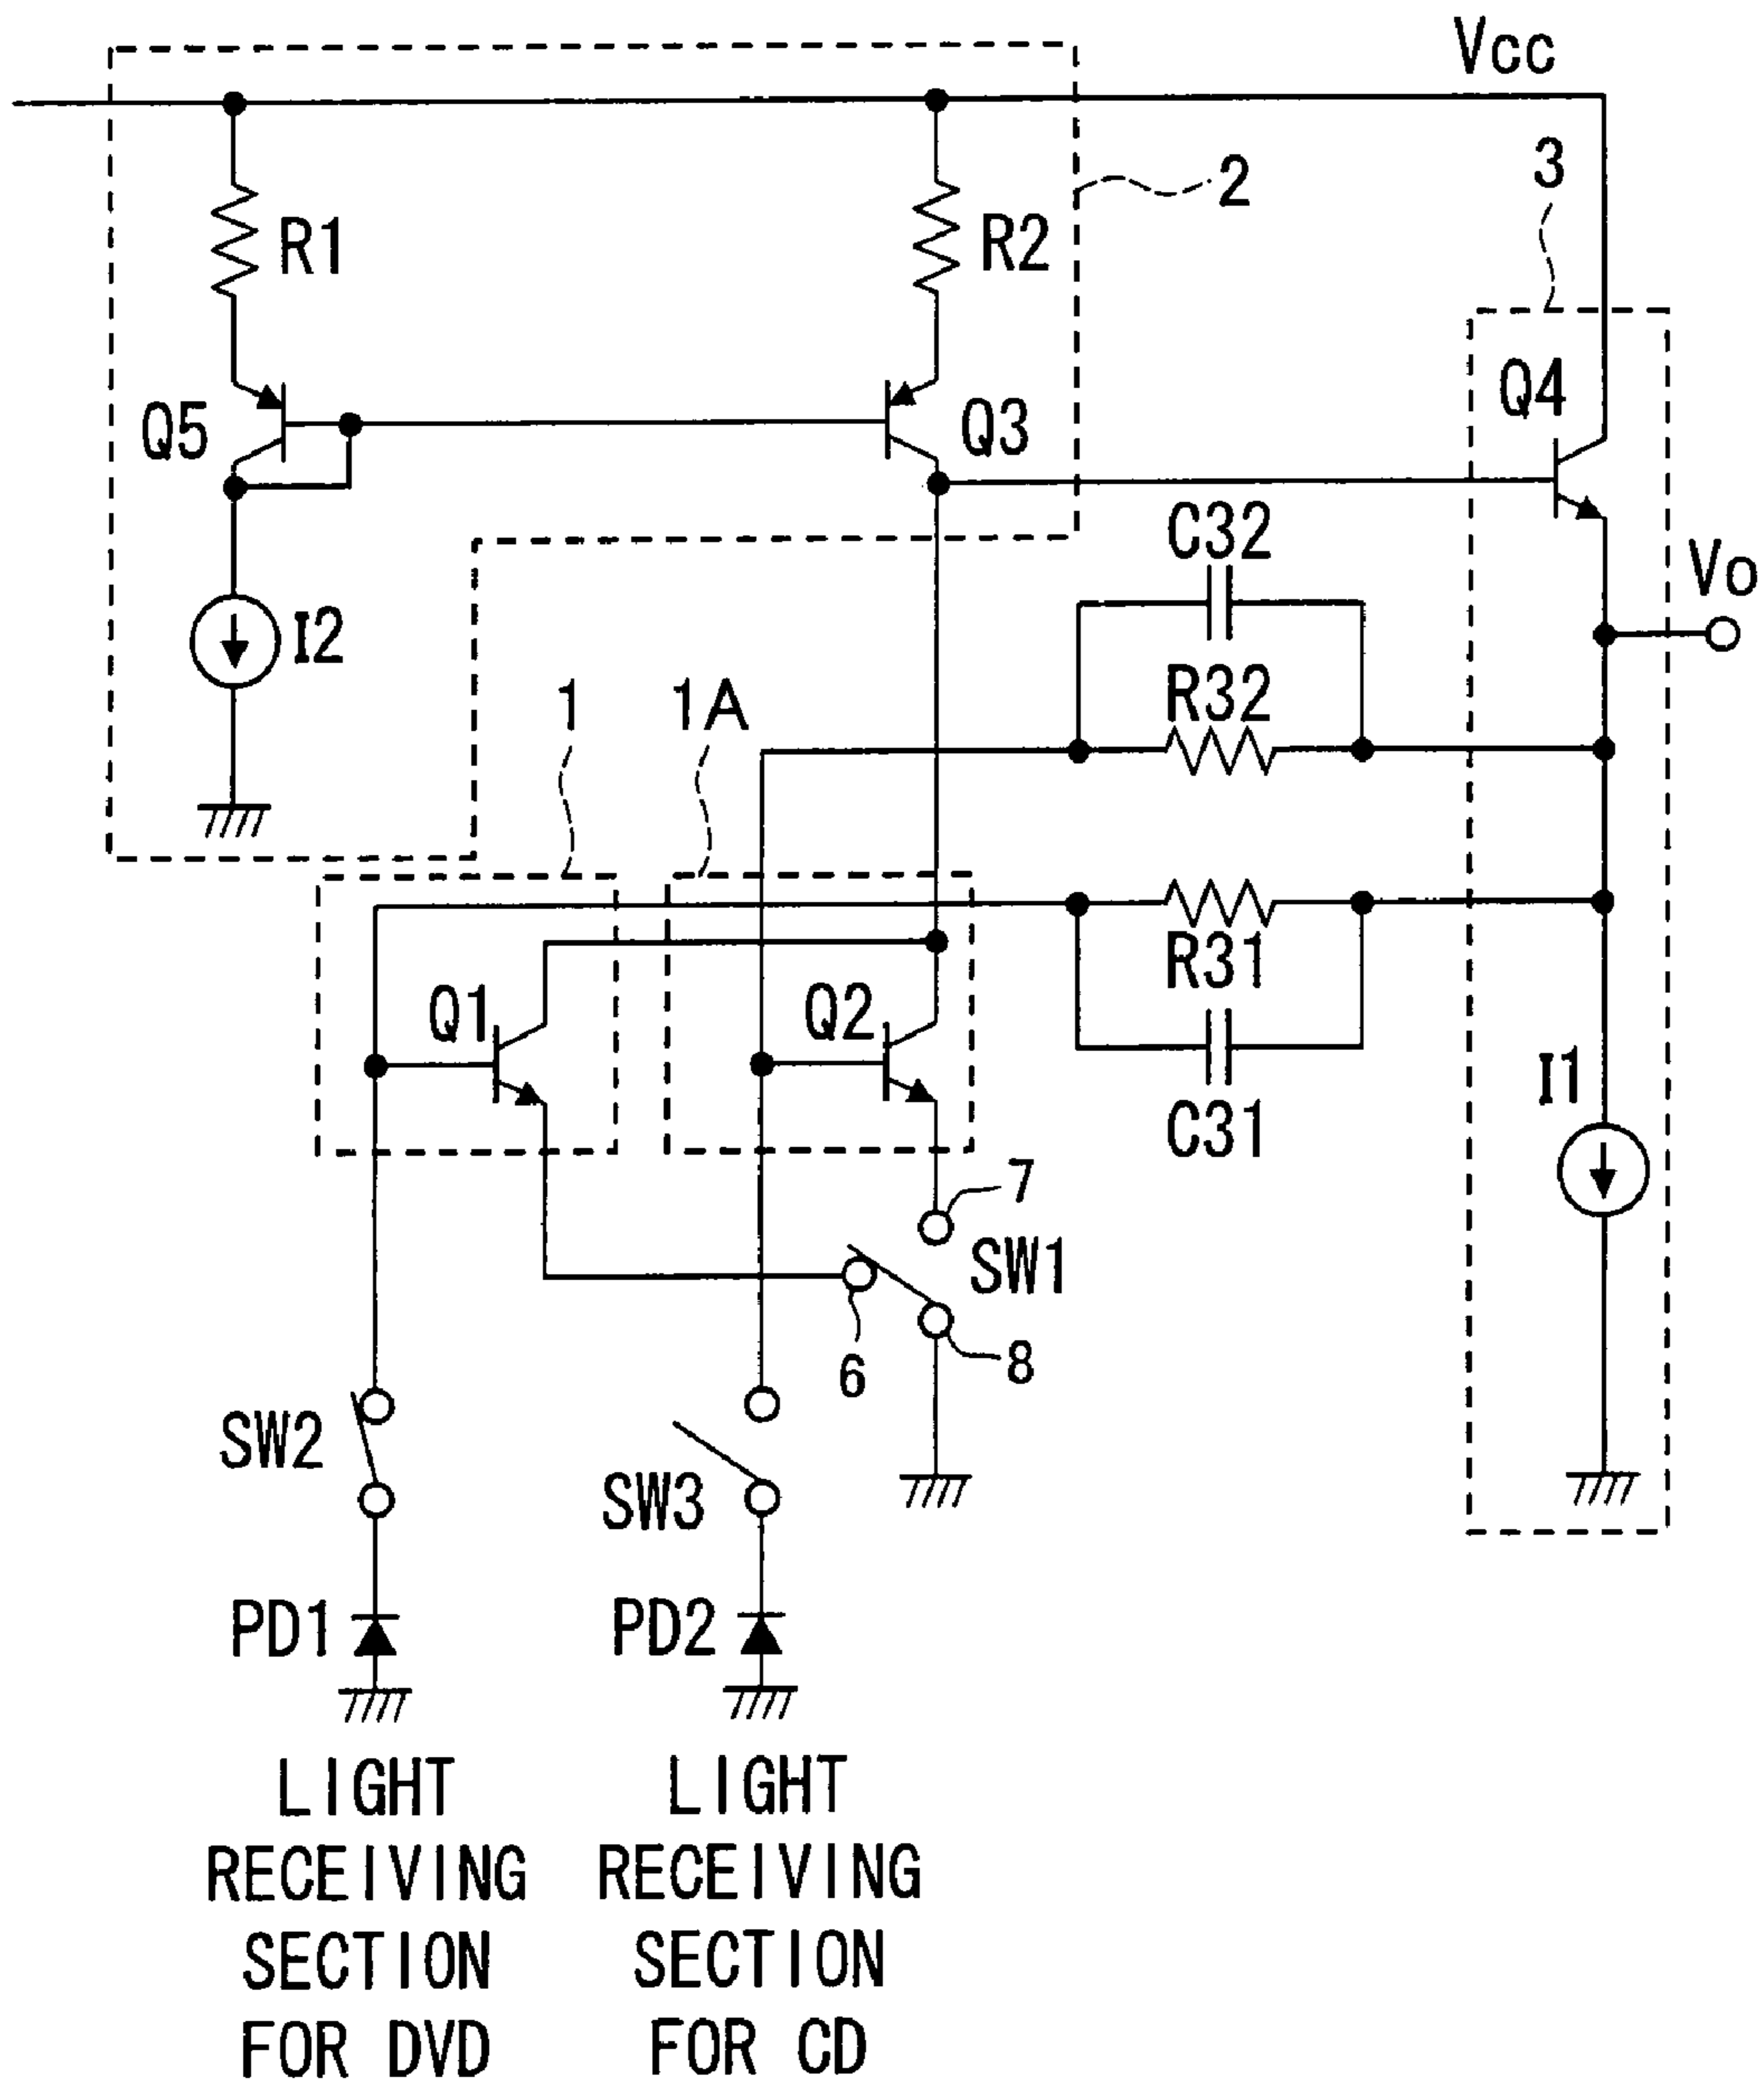 Vcc
3
2
R1
R2
Q4
Q5
Q3
C32
Vo
I2
R32
1
1A
R31
Q1
Q2
I1
C31
7
SW1
6
8
SW2
SW3
PD1
PD2
LIGHT
RECEIVING
SECTION
FOR DVD
LIGHT
RECEIVING
SECTION
FOR CD